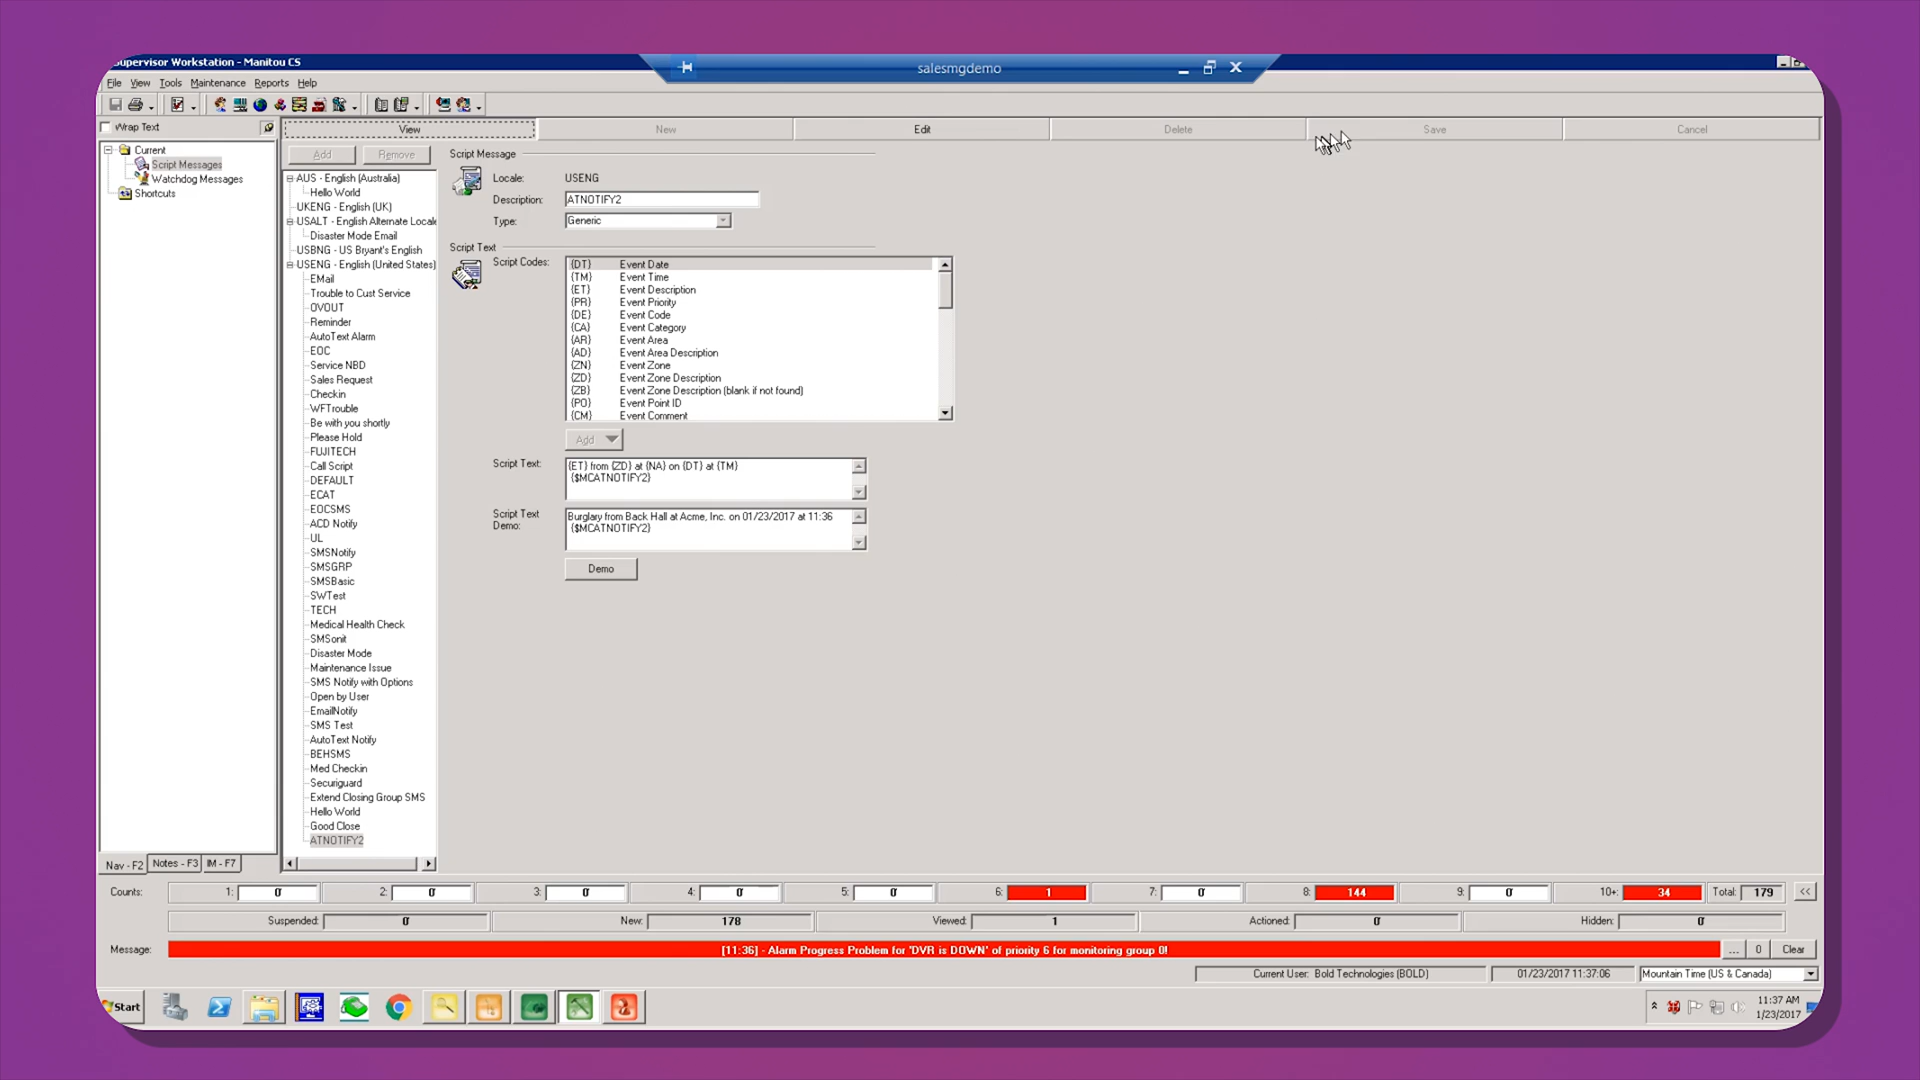 salesmgdemo
Supervisor Workstation - Manitou CS
File View Tools Maintenance Reports Help
Wrap Text
Current
Script Messages
Watchdog Messages
Shortcuts
View New Edit Delete Save Cancel
Add Remove
AUS - English (Australia)
Hello World
UKENG - English (UK)
USALT - English Alternate Locale
Disaster Mode Email
USBNG - US Bryant's English
USENG - English (United States)
EMail
Trouble to Cust Service
OVOUT
Reminder
AutoText Alarm
EOC
Service NBD
Sales Request
Checkin
WFTrouble
Be with you shortly
Please Hold
FUJITECH
Call Script
DEFAULT
ECAT
EOCSMS
ACD Notify
UL
SMSNotify
SMSGRP
SMSBasic
SWTest
TECH
Medical Health Check
SMSonit
Disaster Mode
Maintenance Issue
SMS Notify with Options
Open by User
EmailNotify
SMS Test
AutoText Notify
BEHSMS
Med Checkin
Securiguard
Extend Closing Group SMS
Hello World
Good Close
ATNOTIFY2
Script Message
Locale: USENG
Description: ATNOTIFY2
Type: Generic
Script Text
Script Codes:
{DT} Event Date
{TM} Event Time
{ET} Event Description
{PR} Event Priority
{DE} Event Code
{CA} Event Category
{AR} Event Area
{AD} Event Area Description
{ZN} Event Zone
{ZD} Event Zone Description
{ZB} Event Zone Description (blank if not found)
{PO} Event Point ID
{CM} Event Comment
Add
Script Text: {ET} from {ZD} at {NA} on {DT} at {TM}
{$MCATNOTIFY2}
Script Text Demo: Burglary from Back Hall at Acme, Inc. on 01/23/2017 at 11:36
{$MCATNOTIFY2}
Demo
Nav - F2 Notes - F3 IM - F7
Counts: 1: 0 2: 0 3: 0 4: 0 5: 0 6: 1 7: 0 8: 144 9: 0 10+: 34 Total: 179 <<
Suspended: 0 New: 178 Viewed: 1 Actioned: 0 Hidden: 0
Message: [11:36] - Alarm Progress Problem for 'DVR is DOWN' of priority 6 for monitoring group 0! ... 0 Clear
Current User: Bold Technologies (BOLD) 01/23/2017 11:37:06 Mountain Time (US & Canada)
Start 11:37 AM
1/23/2017